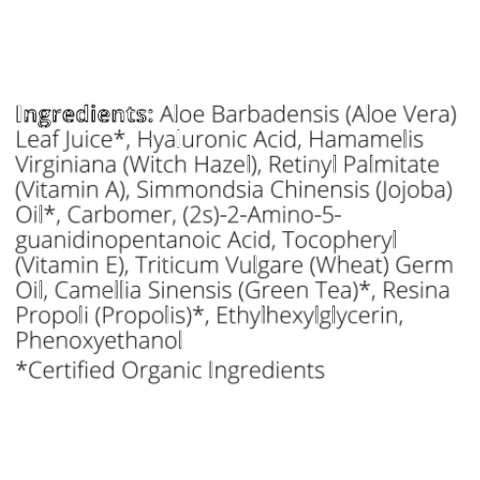 Ingredients: Aloe Barbadensis (Aloe Vera)
Leaf Juice*, Hyaluronic Acid, Hamamelis
Virginiana (Witch Hazel), Retinyl Palmitate
(Vitamin A), Simmondsia Chinensis (Jojoba)
Oil*, Carbomer, (2s)-2-Amino-5-
guanidinopentanoic Acid, Tocopheryl
(Vitamin E), Triticum Vulgare (Wheat) Germ
Oil, Camellia Sinensis (Green Tea)*, Resina
Propoli (Propolis)*, Ethylhexylglycerin,
Phenoxyethanol
*Certified Organic Ingredients